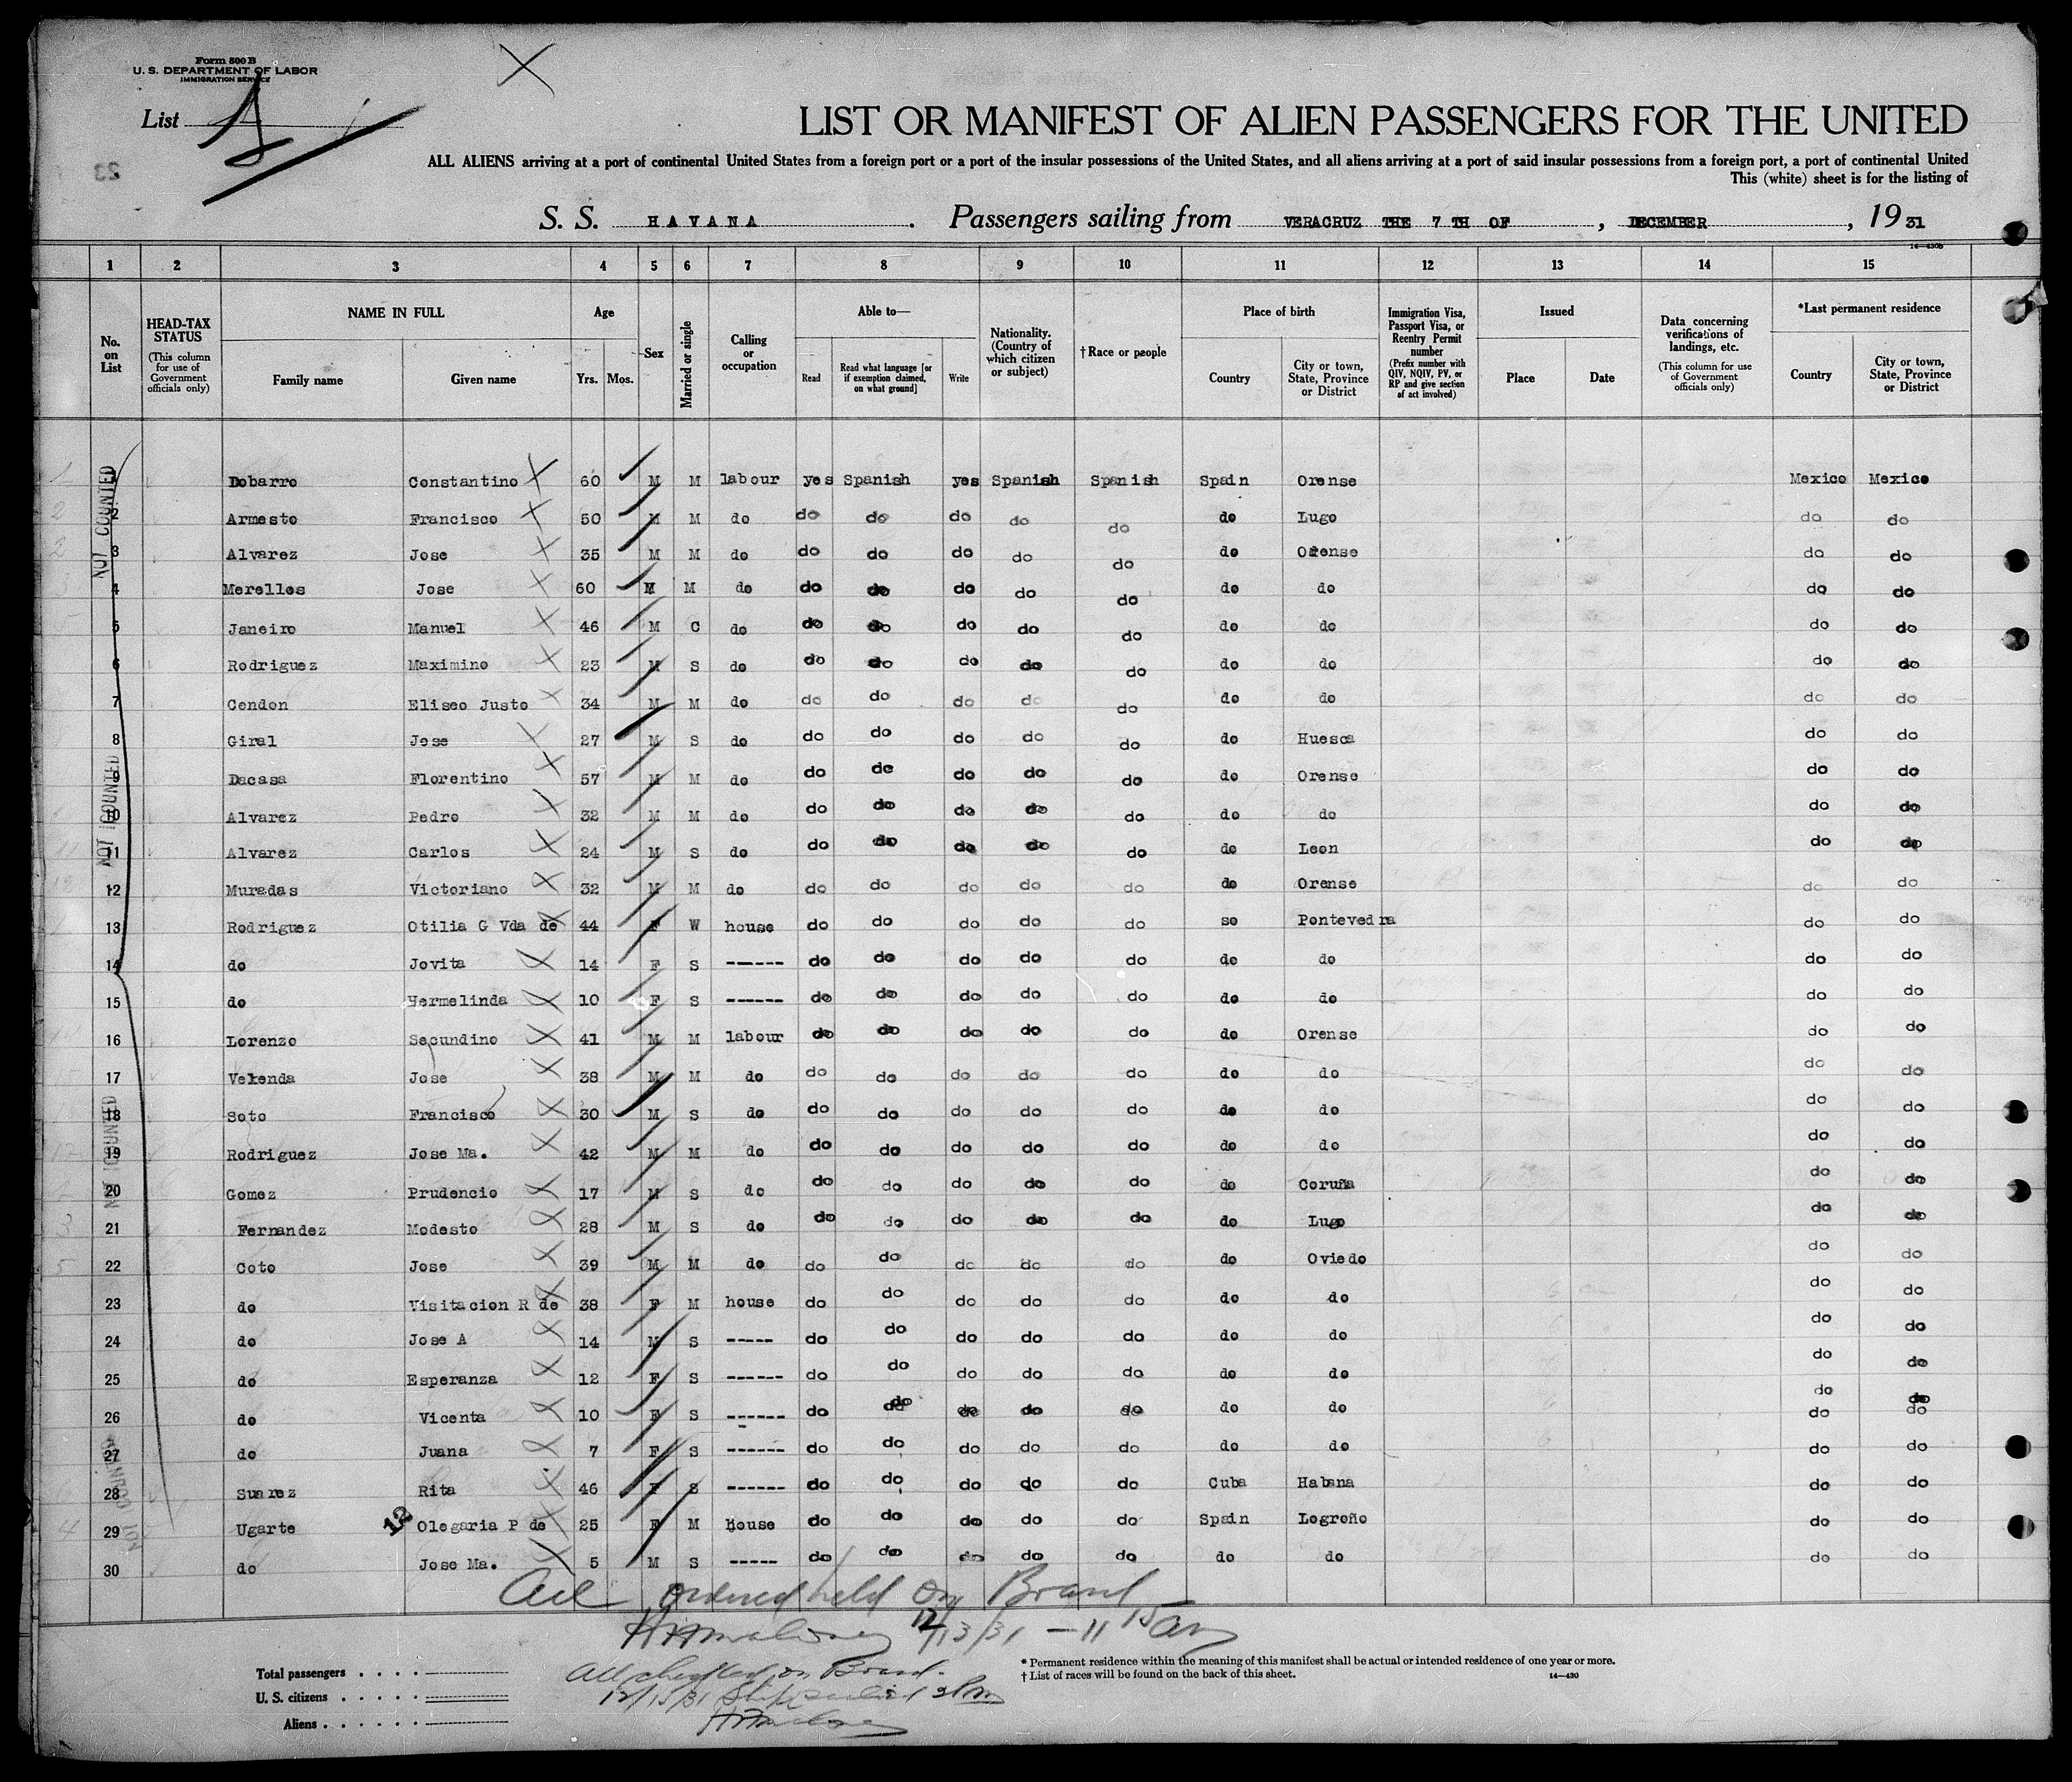 Form 500 B
U. S. DEPARTMENT OF LABOR
IMMIGRATION SERVICE
List
23
LIST OR MANIFEST OF ALIEN PASSENGERS FOR THE UNITED
ALL ALIENS arriving at a port of continental United States from a foreign port or a port of the insular possessions of the United States, and all aliens arriving at a port of said insular possessions from a foreign port, a port of continental United
This (white) sheet is for the listing of
S. S. HAVANA. Passengers sailing from VERACRUZ THE 7 TH OF, DECEMBER, 1931
1 2 3 4 5 6 7 8 9 10 11 12 13 14 15
No. on List
HEAD-TAX STATUS (This column for use of Government officials only)
NAME IN FULL Family name Given name
Age Yrs. Mos.
Sex
Married or single
Calling or occupation
Able to— Read Read what language [or if exemption claimed, on what ground] Write
Nationality. (Country of which citizen or subject)
†Race or people
Place of birth Country City or town, State, Province or District
Immigration Visa, Passport Visa, or Reentry Permit number (Prefix number with QIV, NQIV, PV, or RP and give section of act involved)
Issued Place Date
Data concerning verifications of landings, etc. (This column for use of Government officials only)
*Last permanent residence Country City or town, State, Province or District
NOT COUNTED
Dobarro Constantino 60 M M labour yes Spanish yes Spanish Spanish Spain Orense Mexico Mexico
2 Armesto Francisco 50 M M do do do do do do do Lugo do do
3 Alvarez Jose 35 M M do do do do do do do Orense do do
4 Merelles Jose 60 M M do do do do do do do do do do
5 Janeiro Manuel 46 M C do do do do do do do do do do
6 Rodriguez Maximino 23 M S do do do do do do do do do do
7 Cendon Eliseo Justo 34 M M do do do do do do do do do do
8 Giral Jose 27 M S do do do do do do do Huesca do do
9 Dacasa Florentino 57 M M do do do do do do do Orense do do
10 Alvarez Pedro 32 M M do do do do do do do do do do
11 Alvarez Carlos 24 M S do do do do do do do Leon do do
12 Muradas Victoriano 32 M M do do do do do do do Orense do do
13 Rodriguez Otilia G Vda de 44 F W house do do do do do se Pontevedra do do
14 do Jovita 14 F S ------ do do do do do do do do do
15 do Hermelinda 10 F S ------ do do do do do do do do do
16 Lorenzo Secundino 41 M M labour do do do do do do Orense do do
17 Verenda Jose 38 M M do do do do do do do do do do
18 Soto Francisco 30 M S do do do do do do do do do do
19 Rodriguez Jose Ma. 42 M M do do do do do do do do do do
20 Gomez Prudencio 17 M S do do do do do do do Coruña do do
21 Fernandez Modesto 28 M S do do do do do do do Lugo do do
22 Coto Jose 39 M M do do do do do do do Oviedo do do
23 do Visitacion R de 38 F M house do do do do do do do do do
24 do Jose A 14 M S ----- do do do do do do do do do
25 do Esperanza 12 F S ------ do do do do do do do do do
26 do Vicenta 10 F S ------ do do do do do do do do do
27 do Juana 7 F S ------ do do do do do do do do do
28 Suarez Rita 46 F S ------ do do do do do Cuba Habana do do
29 Ugarte 12 Olegaria P de 25 F M house do do do do do Spain Logroño do do
30 do Jose Ma. 5 M S ----- do do do do do do do do do
All ordered held on Board
12/13/31 — 11 15 am
All checked on Board.
12/15/31 Ship sailed
Total passengers
U. S. citizens
Aliens
* Permanent residence within the meaning of this manifest shall be actual or intended residence of one year or more.
† List of races will be found on the back of this sheet. 14—430